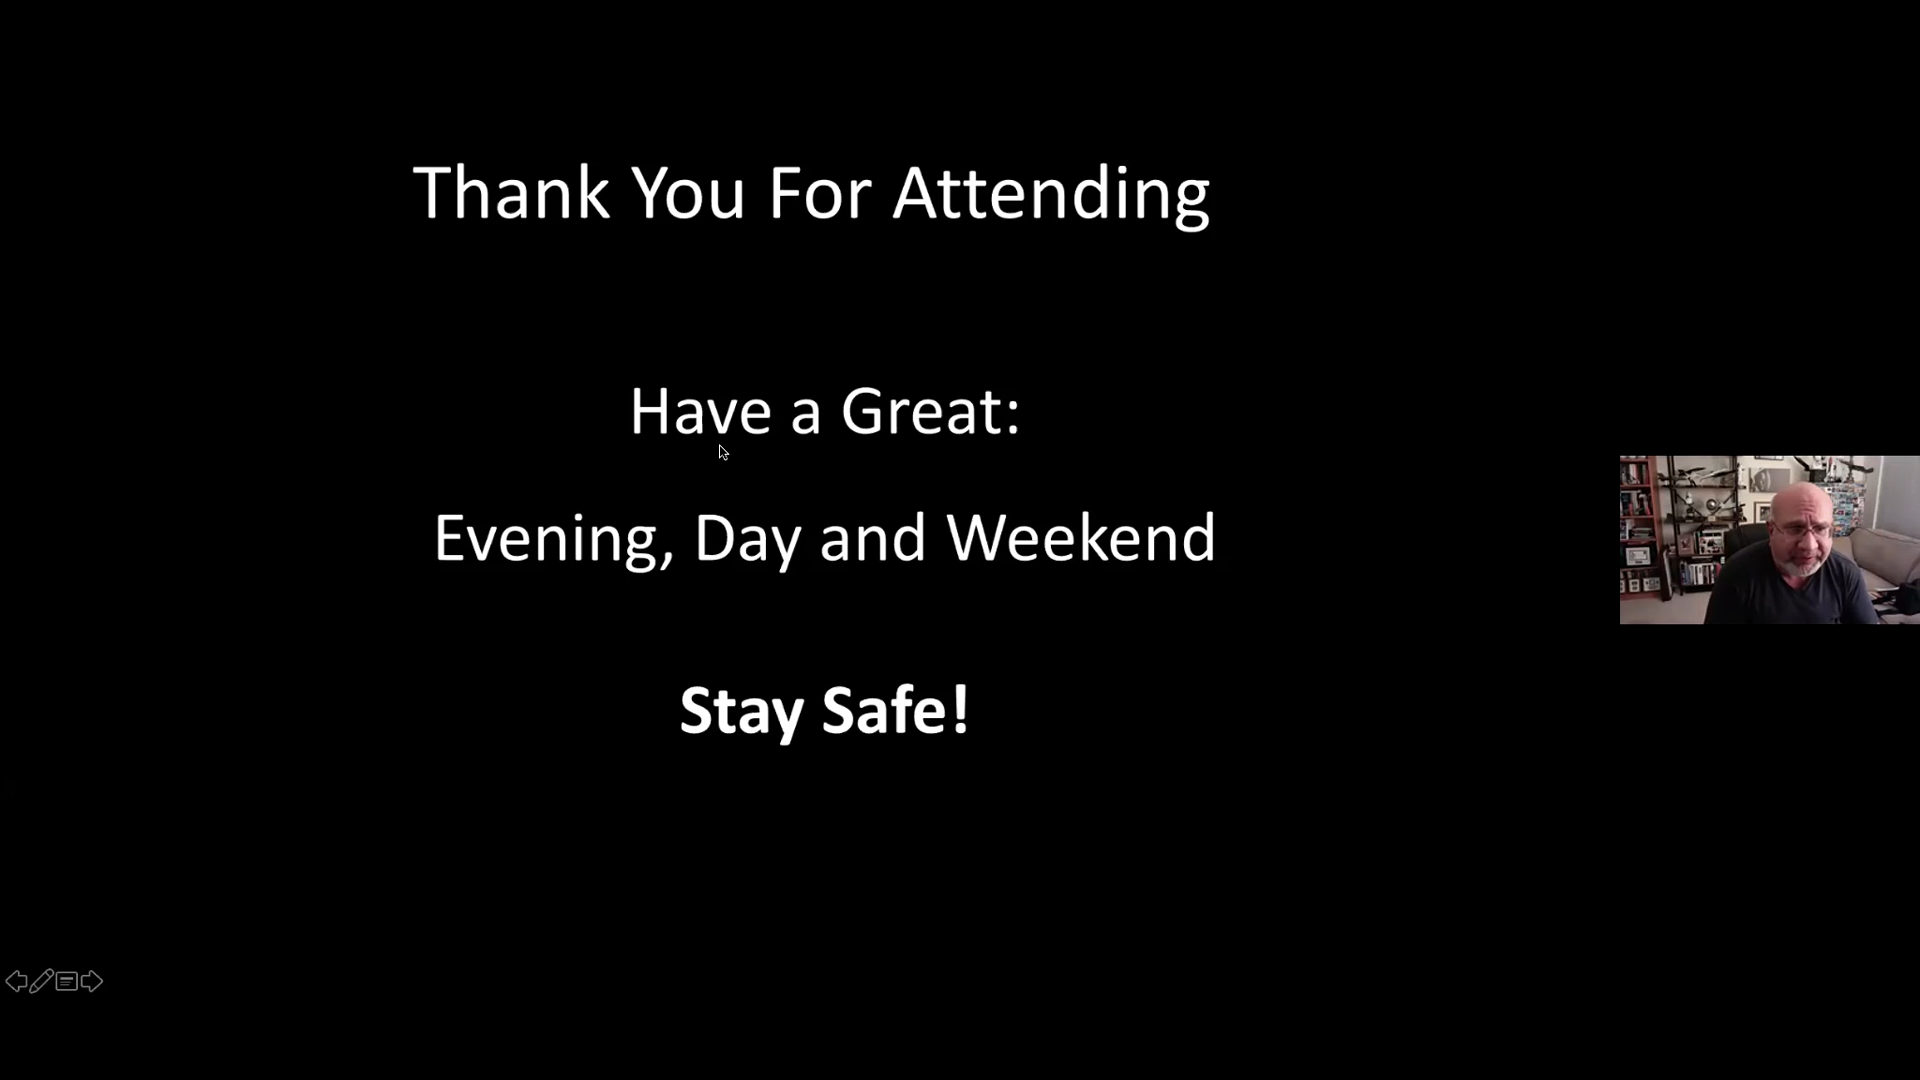 Thank You For Attending
Have a Great:
Evening, Day and Weekend
Stay Safe!